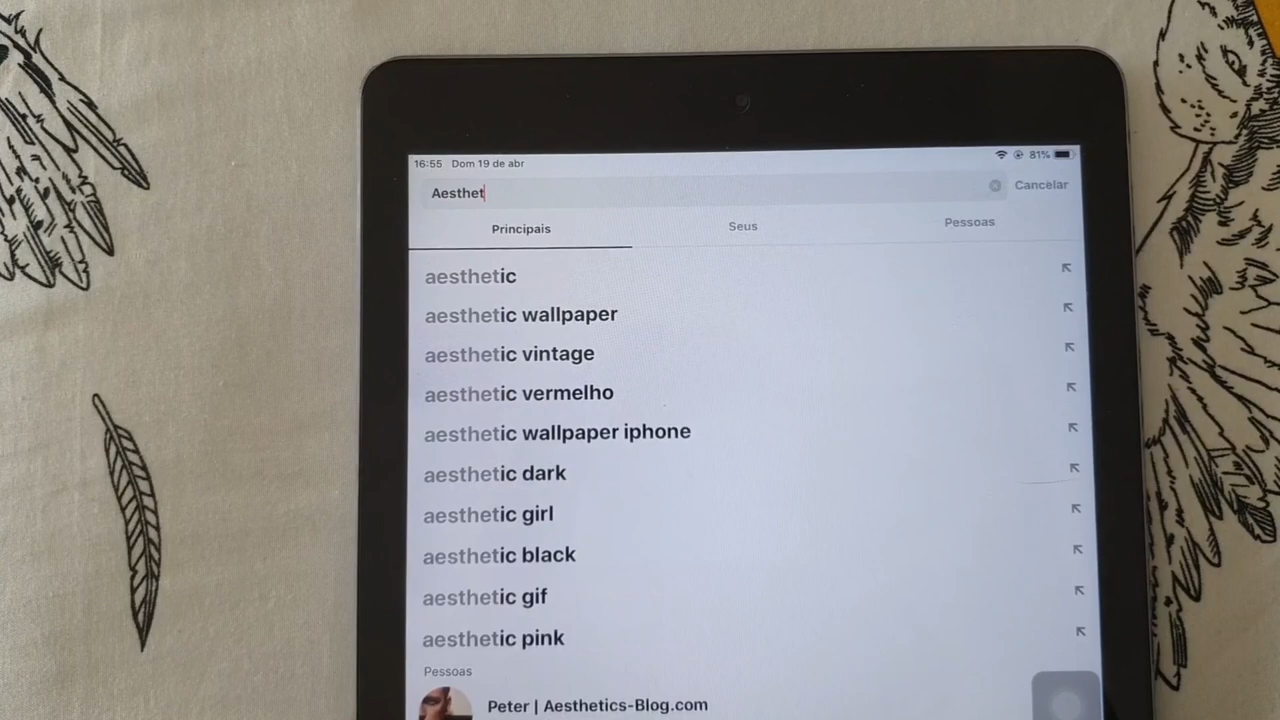 16:55 Dom 19 de abr 81%
Aesthet Cancelar
Principais Seus Pessoas
aesthetic
aesthetic wallpaper
aesthetic vintage
aesthetic vermelho
aesthetic wallpaper iphone
aesthetic dark
aesthetic girl
aesthetic black
aesthetic gif
aesthetic pink
Pessoas
Peter | Aesthetics-Blog.com